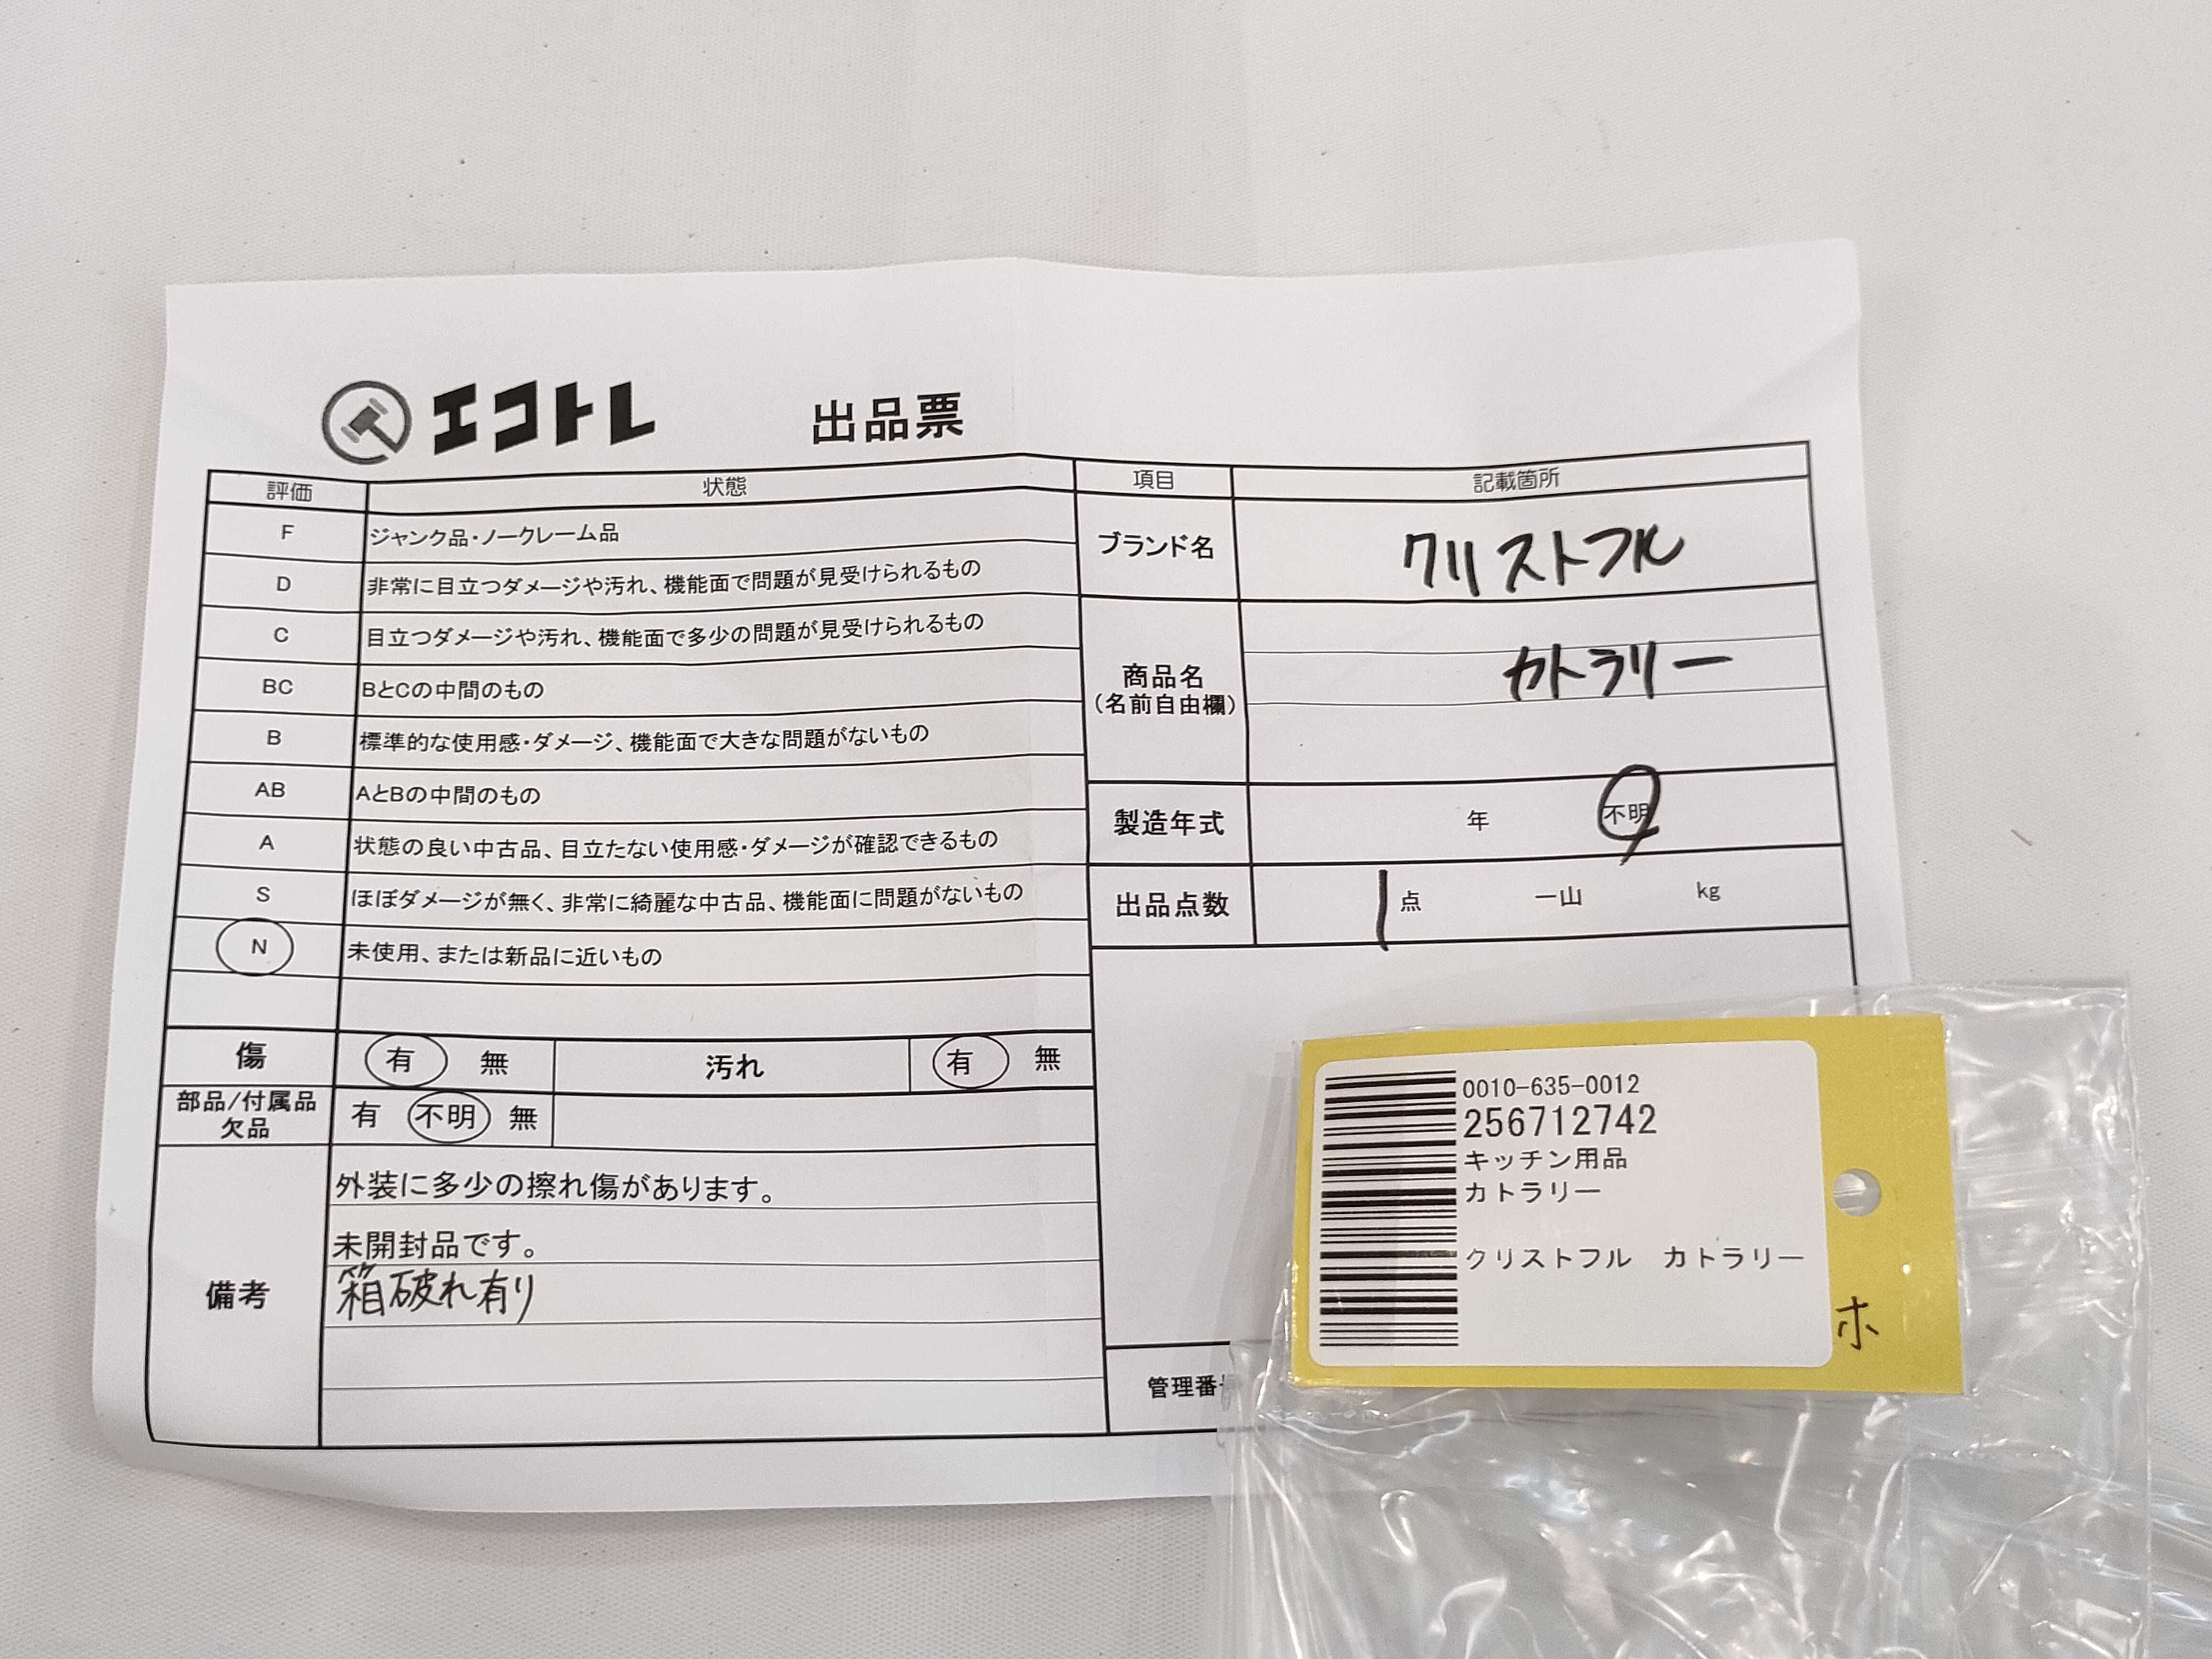 エコトレ 出品票
評価 状態
F ジャンク品・ノークレーム品
D 非常に目立つダメージや汚れ、機能面で問題が見受けられるもの
C 目立つダメージや汚れ、機能面で多少の問題が見受けられるもの
BC BとCの中間のもの
B 標準的な使用感・ダメージ、機能面で大きな問題がないもの
AB AとBの中間のもの
A 状態の良い中古品、目立たない使用感・ダメージが確認できるもの
S ほぼダメージが無く、非常に綺麗な中古品、機能面に問題がないもの
N 未使用、または新品に近いもの
傷 有 無 汚れ 有 無
部品/付属品
欠品 有 不明 無
備考
外装に多少の擦れ傷があります。
未開封品です。
箱破れ有り
項目 記載箇所
ブランド名 クリストフル
商品名
(名前自由欄) カトラリー
製造年式 年 不明
出品点数 1 点 一山 kg
管理番
0010-635-0012
256712742
キッチン用品
カトラリー
クリストフル カトラリー
ホ